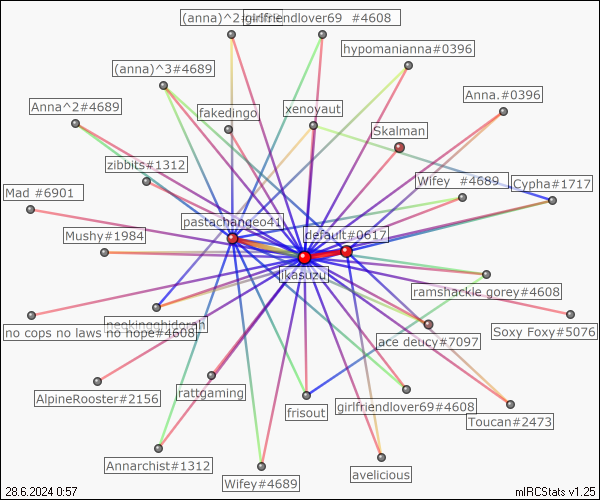 (anna)^2#4689
girlfriendlover69 #4608
hypomanianna#0396
(anna)^3#4689
Anna^2#4689
fakedingo
xenovaut
Anna.#0396
Skalman
zibbits#1312
Mad #6901
Wifey #4689
Cypha#1717
pastachangeo41
Mushy#1984
default#0617
ikasuzu
ramshackle gorey#4608
no cops no laws no hope#4608
neckingghidorah
Soxy Foxy#5076
ace deucy#7097
AlpineRooster#2156
rattgaming
frisout
girlfriendlover69#4608
Toucan#2473
Annarchist#1312
Wifey#4689
avelicious
28.6.2024 0:57
mIRCStats v1.25